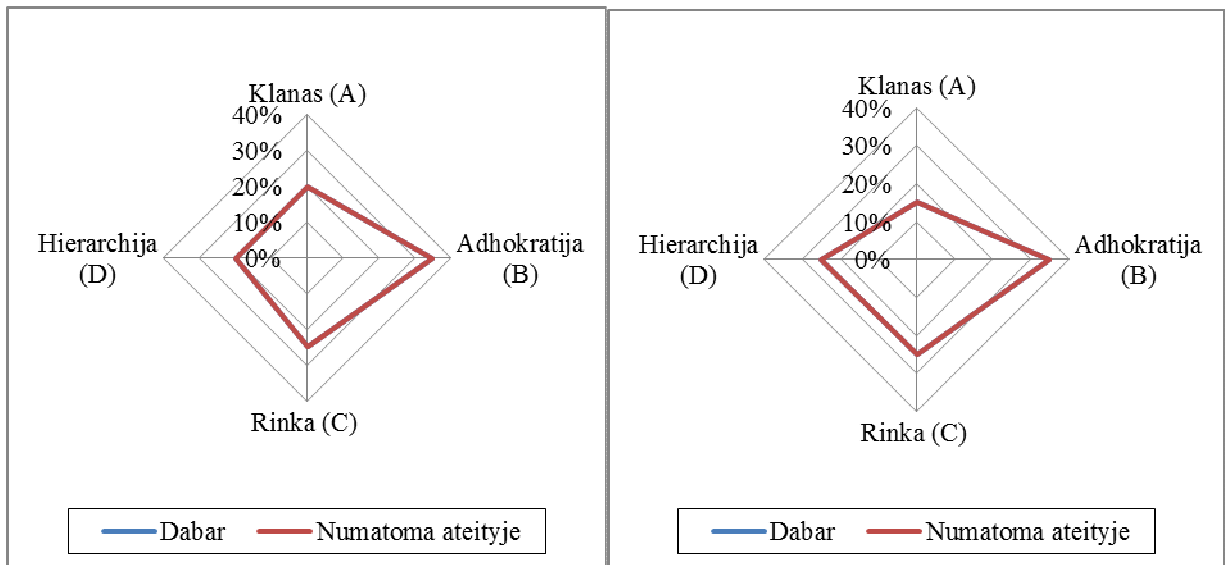 Klanas (A)
40%
30%
20%
10%
0%
Hierarchija
(D)
Adhokratija
(B)
Rinka (C)
Dabar
Numatoma ateityje
Klanas (A)
40%
30%
20%
10%
0%
Hierarchija
(D)
Adhokratija
(B)
Rinka (C)
Dabar
Numatoma ateityje